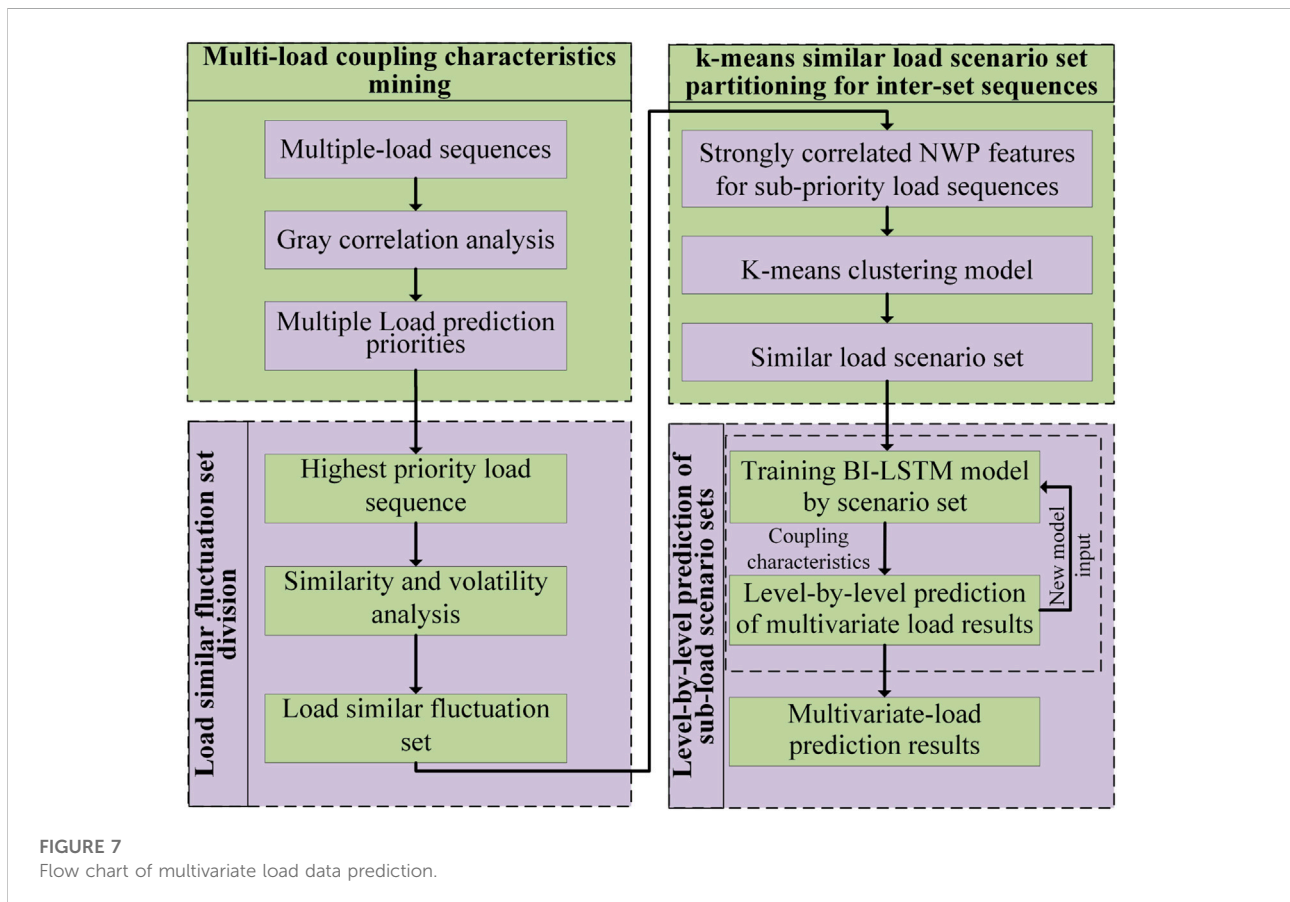 Multi-load coupling characteristics
mining
Multiple-load sequences
Gray correlation analysis
Multiple Load prediction
priorities
Load similar fluctuation set
division
Highest priority load
sequence
Similarity and volatility
analysis
Load similar fluctuation
set
k-means similar load scenario set
partitioning for inter-set sequences
Strongly correlated NWP features
for sub-priority load sequences
K-means clustering model
Similar load scenario set
Level-by-level prediction of
sub-load scenario sets
Training BI-LSTM model
by scenario set
Coupling
characteristics
New model
input
Level-by-level prediction
of multivariate load results
Multivariate-load
prediction results
FIGURE 7
Flow chart of multivariate load data prediction.